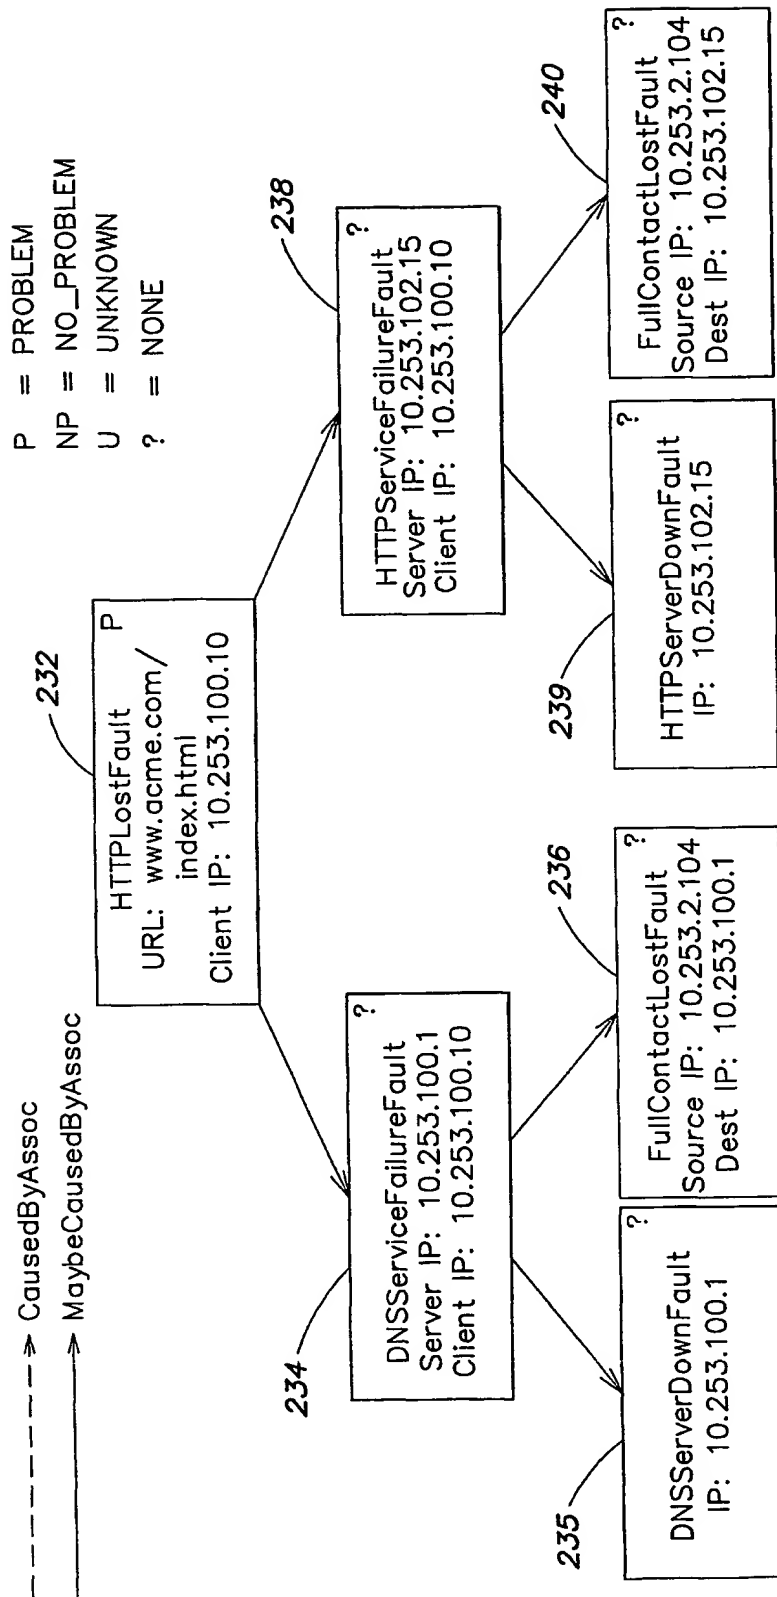 CausedByAssoc
MaybeCausedByAssoc
P = PROBLEM
NP = NO_PROBLEM
U = UNKNOWN
? = NONE
232
HTTPLostFault P
URL: www.acme.com/
index.html
Client IP: 10.253.100.10
234
DNSServiceFailureFault ?
Server IP: 10.253.100.1
Client IP: 10.253.100.10
238
HTTPServiceFailureFault ?
Server IP: 10.253.102.15
Client IP: 10.253.100.10
235
DNSServerDownFault ?
IP: 10.253.100.1
236
FullContactLostFault ?
Source IP: 10.253.2.104
Dest IP: 10.253.100.1
239
HTTPServerDownFault ?
IP: 10.253.102.15
240
FullContactLostFault ?
Source IP: 10.253.2.104
Dest IP: 10.253.102.15